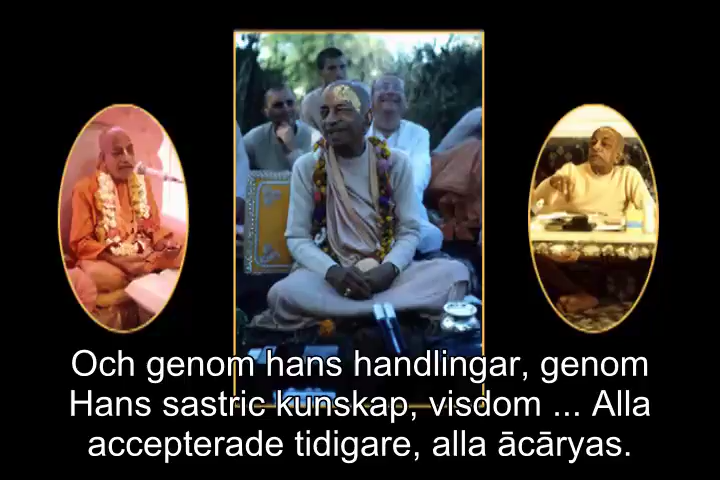 Och genom hans handlingar, genom
Hans sastric kunskap, visdom ... Alla
accepterade tidigare, alla ācāryas.